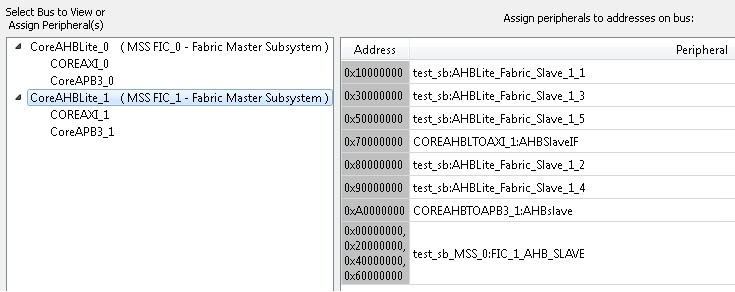 Select Bus to View or
Assign Peripheral(s)
CoreAHBLite_0 ( MSS FIC_0 - Fabric Master Subsystem )
COREAXI_0
CoreAPB3_0
CoreAHBLite_1 ( MSS FIC_1 - Fabric Master Subsystem )
COREAXI_1
CoreAPB3_1
Assign peripherals to addresses on bus:
Address Peripheral
0x10000000 test_sb:AHBLite_Fabric_Slave_1_1
0x30000000 test_sb:AHBLite_Fabric_Slave_1_3
0x50000000 test_sb:AHBLite_Fabric_Slave_1_5
0x70000000 COREAHBLTOAXI_1:AHBSlaveIF
0x80000000 test_sb:AHBLite_Fabric_Slave_1_2
0x90000000 test_sb:AHBLite_Fabric_Slave_1_4
0xA0000000 COREAHBTOAPB3_1:AHBslave
0x00000000,
0x20000000,
0x40000000,
0x60000000 test_sb_MSS_0:FIC_1_AHB_SLAVE